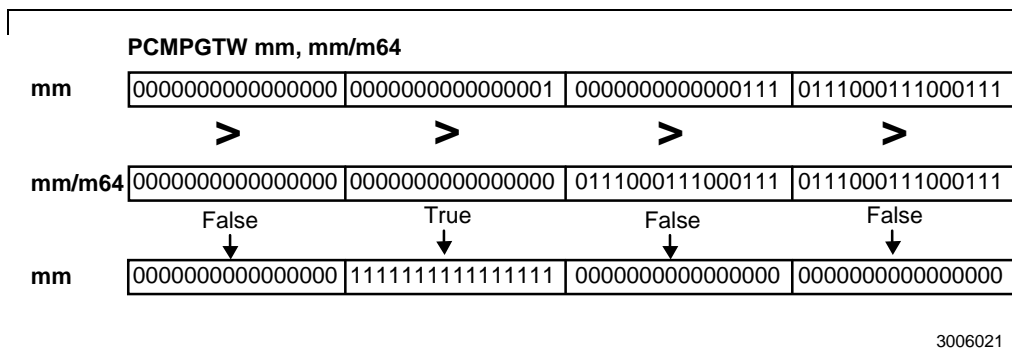 PCMPGTW mm, mm/m64
mm 0000000000000000 0000000000000001 0000000000000111 0111000111000111
> > > >
mm/m64 0000000000000000 0000000000000000 0111000111000111 0111000111000111
False True False False
mm 0000000000000000 1111111111111111 0000000000000000 0000000000000000
3006021